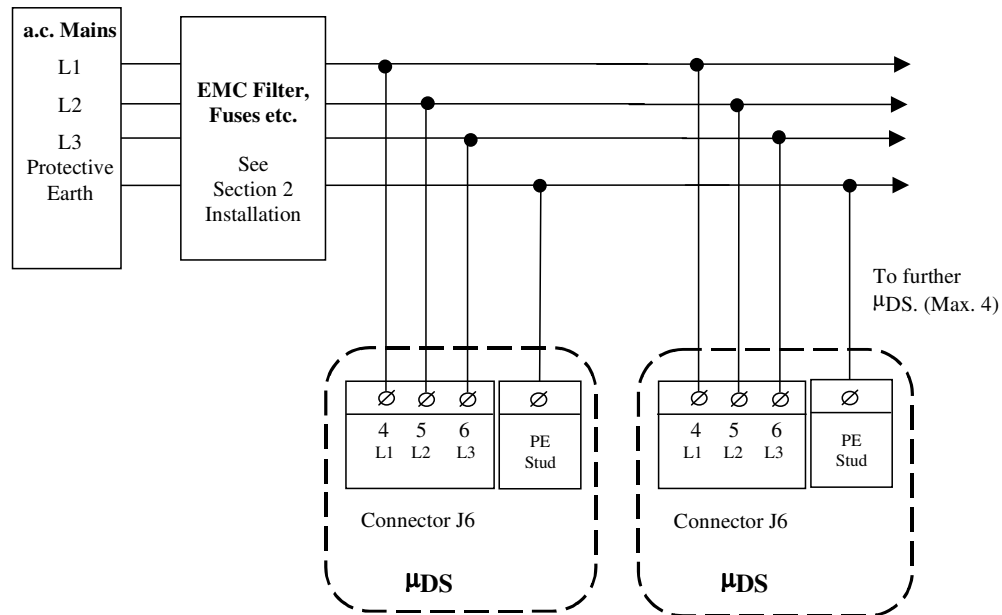 a.c. Mains
L1
L2
L3
Protective
Earth
EMC Filter,
Fuses etc.
See
Section 2
Installation
To further
µDS. (Max. 4)
4 5 6
L1 L2 L3
PE
Stud
Connector J6
µDS
4 5 6
L1 L2 L3
PE
Stud
Connector J6
µDS